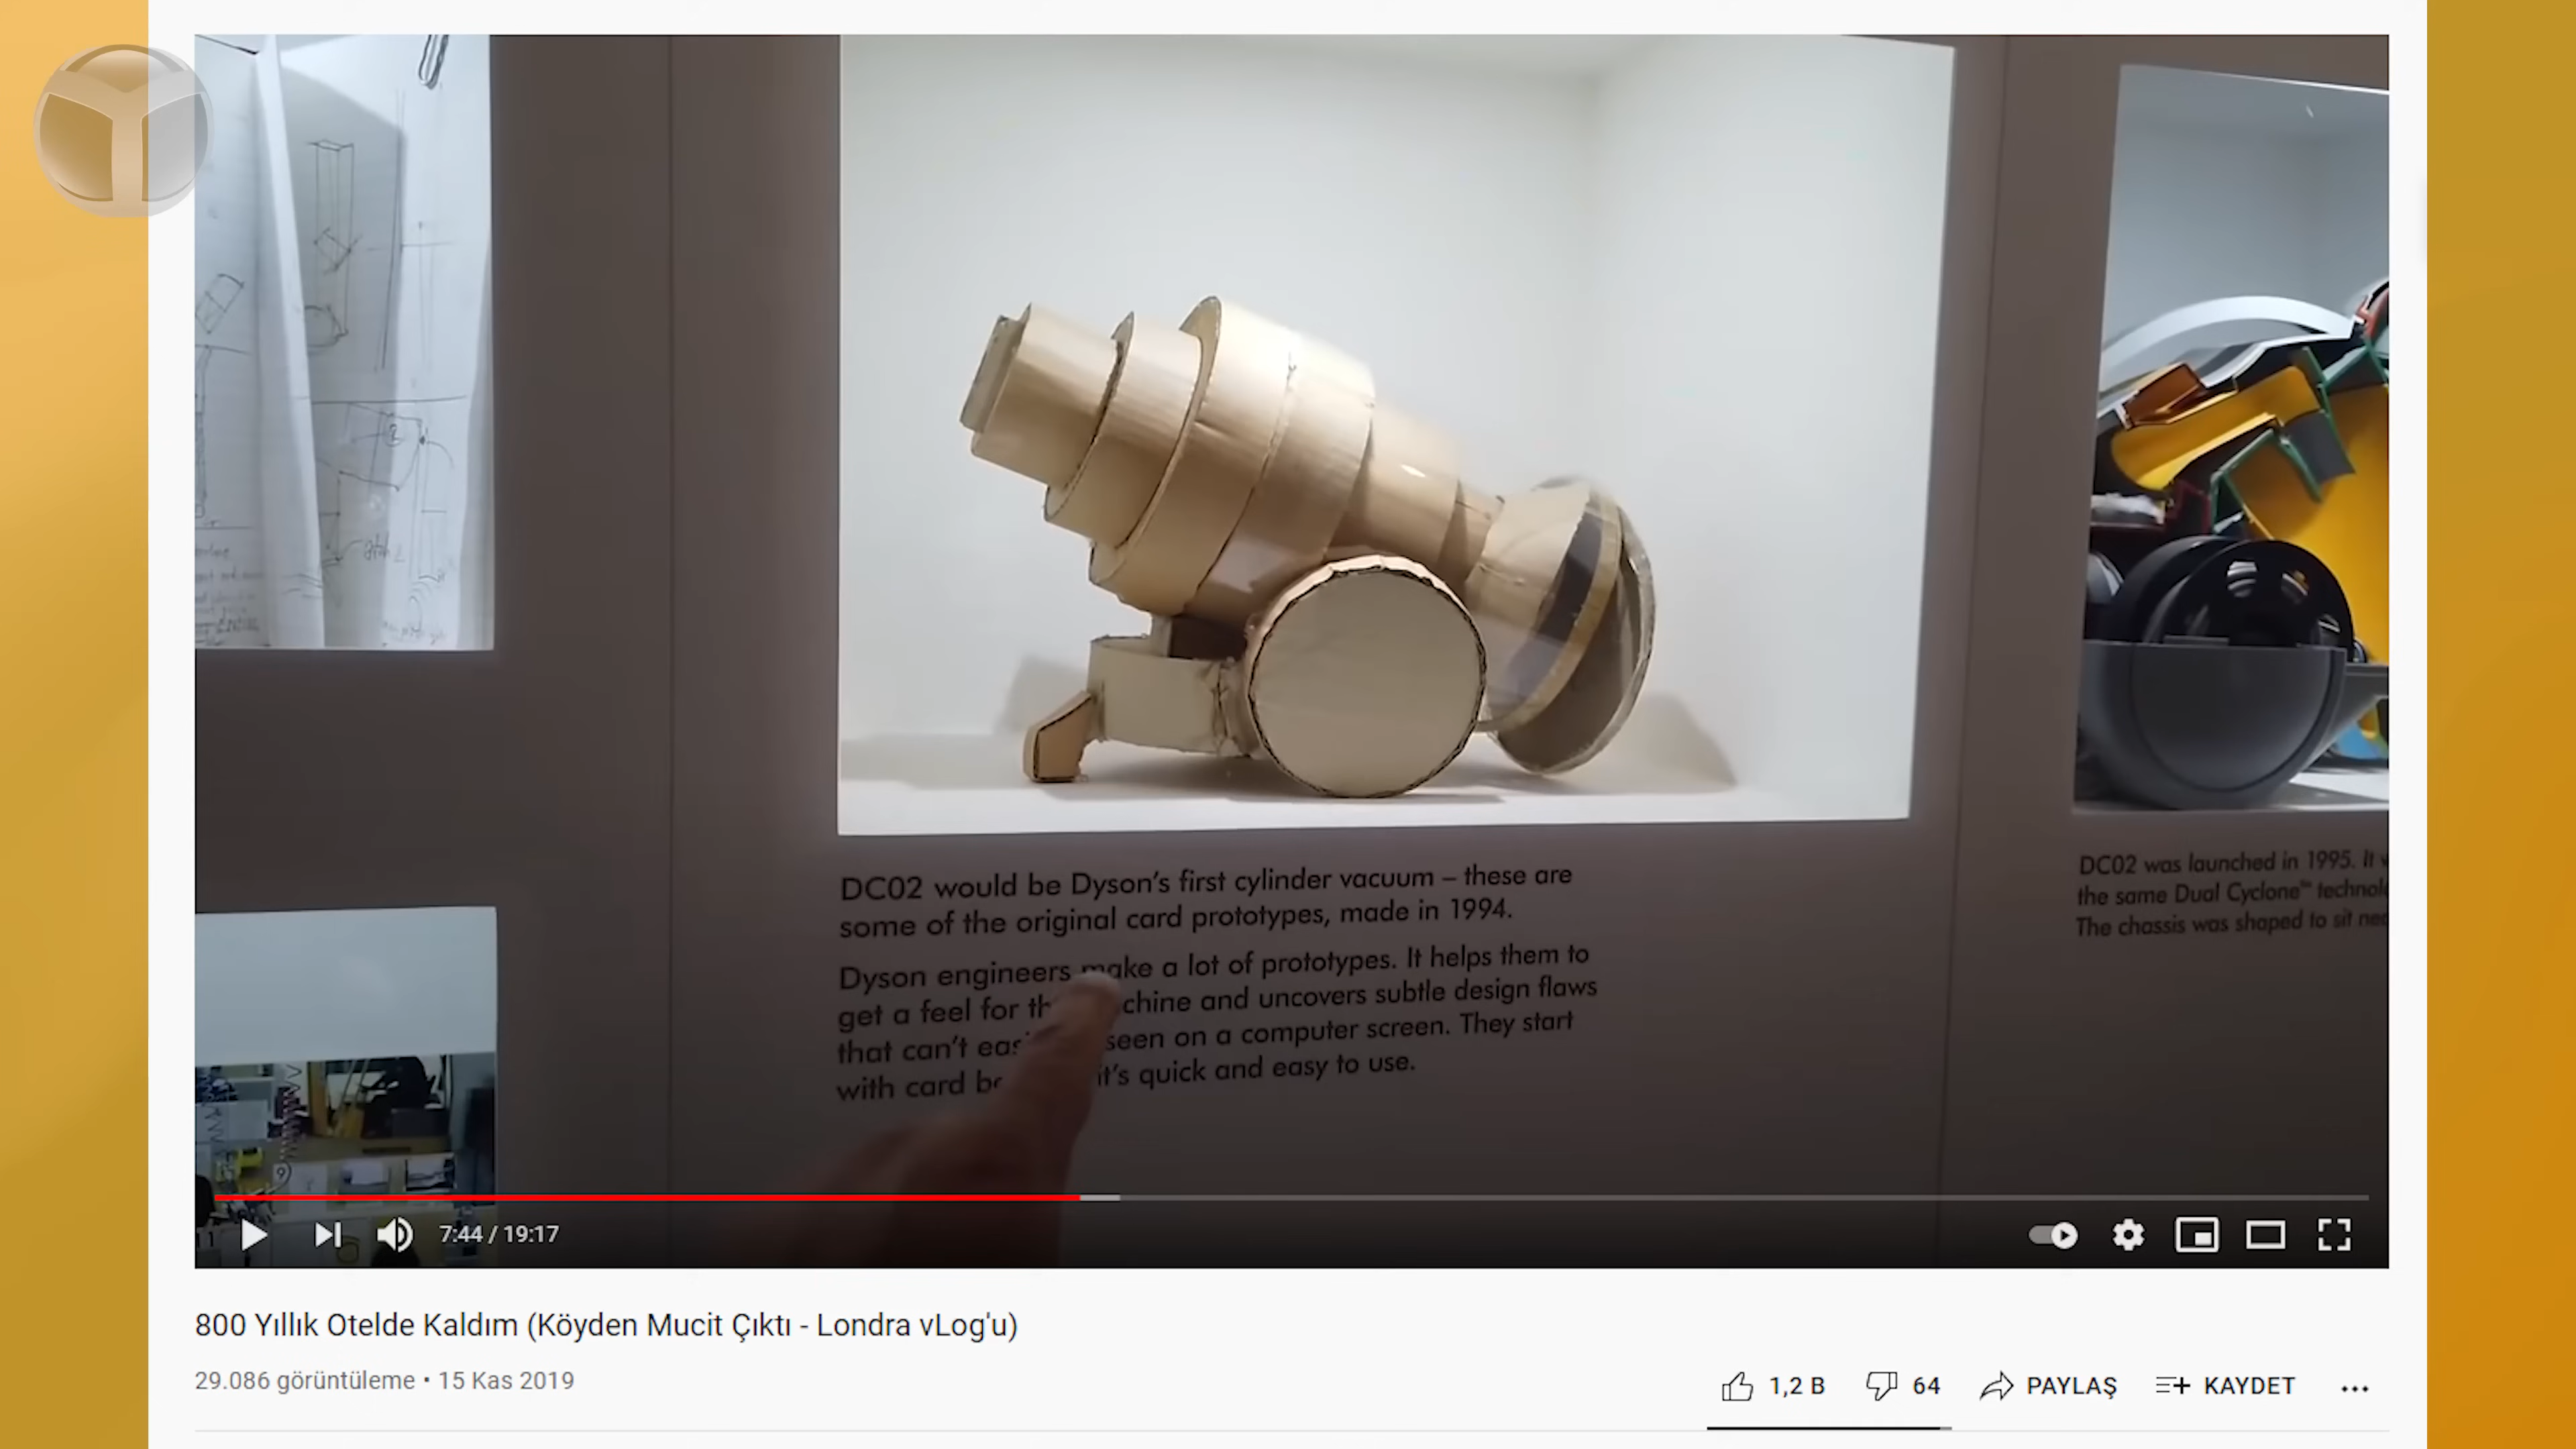 DC02 would be Dyson's first cylinder vacuum – these are
some of the original card prototypes, made in 1994.
Dyson engineers make a lot of prototypes. It helps them to
get a feel for chine and uncovers subtle design flaws
that can't seen on a computer screen. They start
with card it's quick and easy to use.
DC02 was launched in 1995. It
the same Dual Cyclone™
The chassis was shaped to sit
7:44 / 19:17
800 Yıllık Otelde Kaldım (Köyden Mucit Çıktı - Londra vLog'u)
29.086 görüntüleme • 15 Kas 2019
1,2 B
64
PAYLAŞ
KAYDET